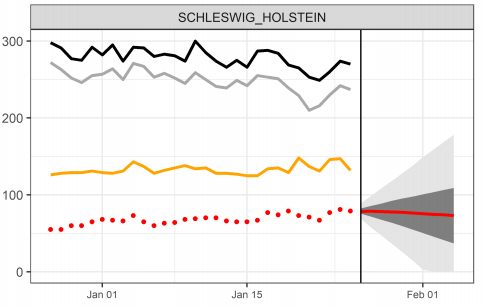 SCHLESWIG_HOLSTEIN
300
200
100
0
Jan 01
Jan 15
Feb 01